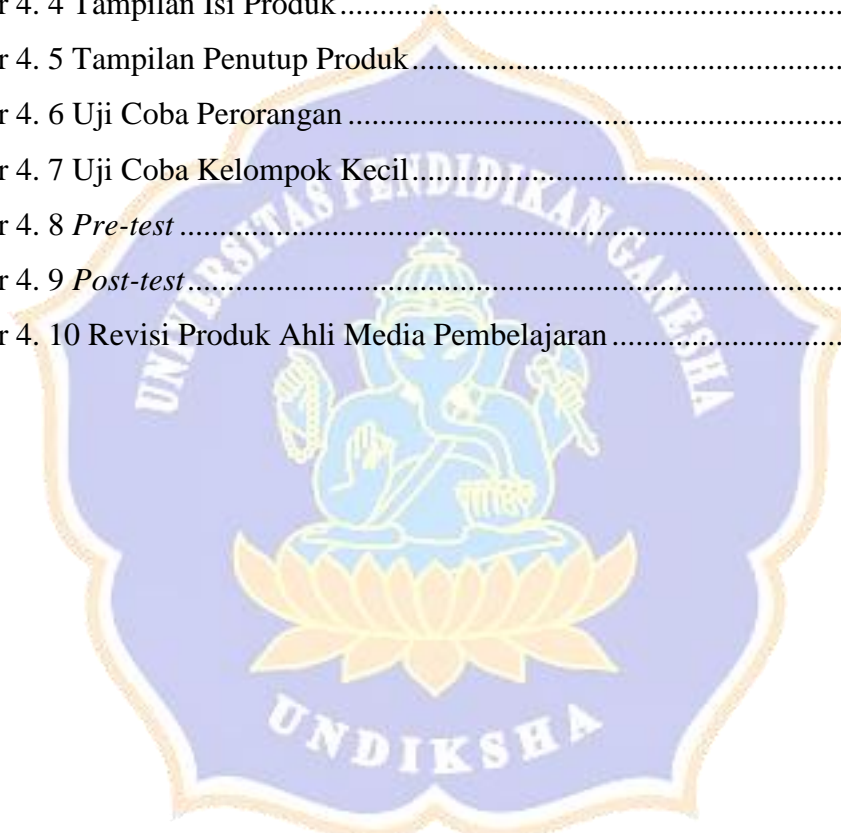 r 4. 4 Tampilan Isi Produk
r 4. 5 Tampilan Penutup Produk
r 4. 6 Uji Coba Perorangan
r 4. 7 Uji Coba Kelompok Kecil
r 4. 8 Pre-test
r 4. 9 Post-test
r 4. 10 Revisi Produk Ahli Media Pembelajaran
UNIVERSITAS PENDIDIKAN GANESHA
UNDIKSHA